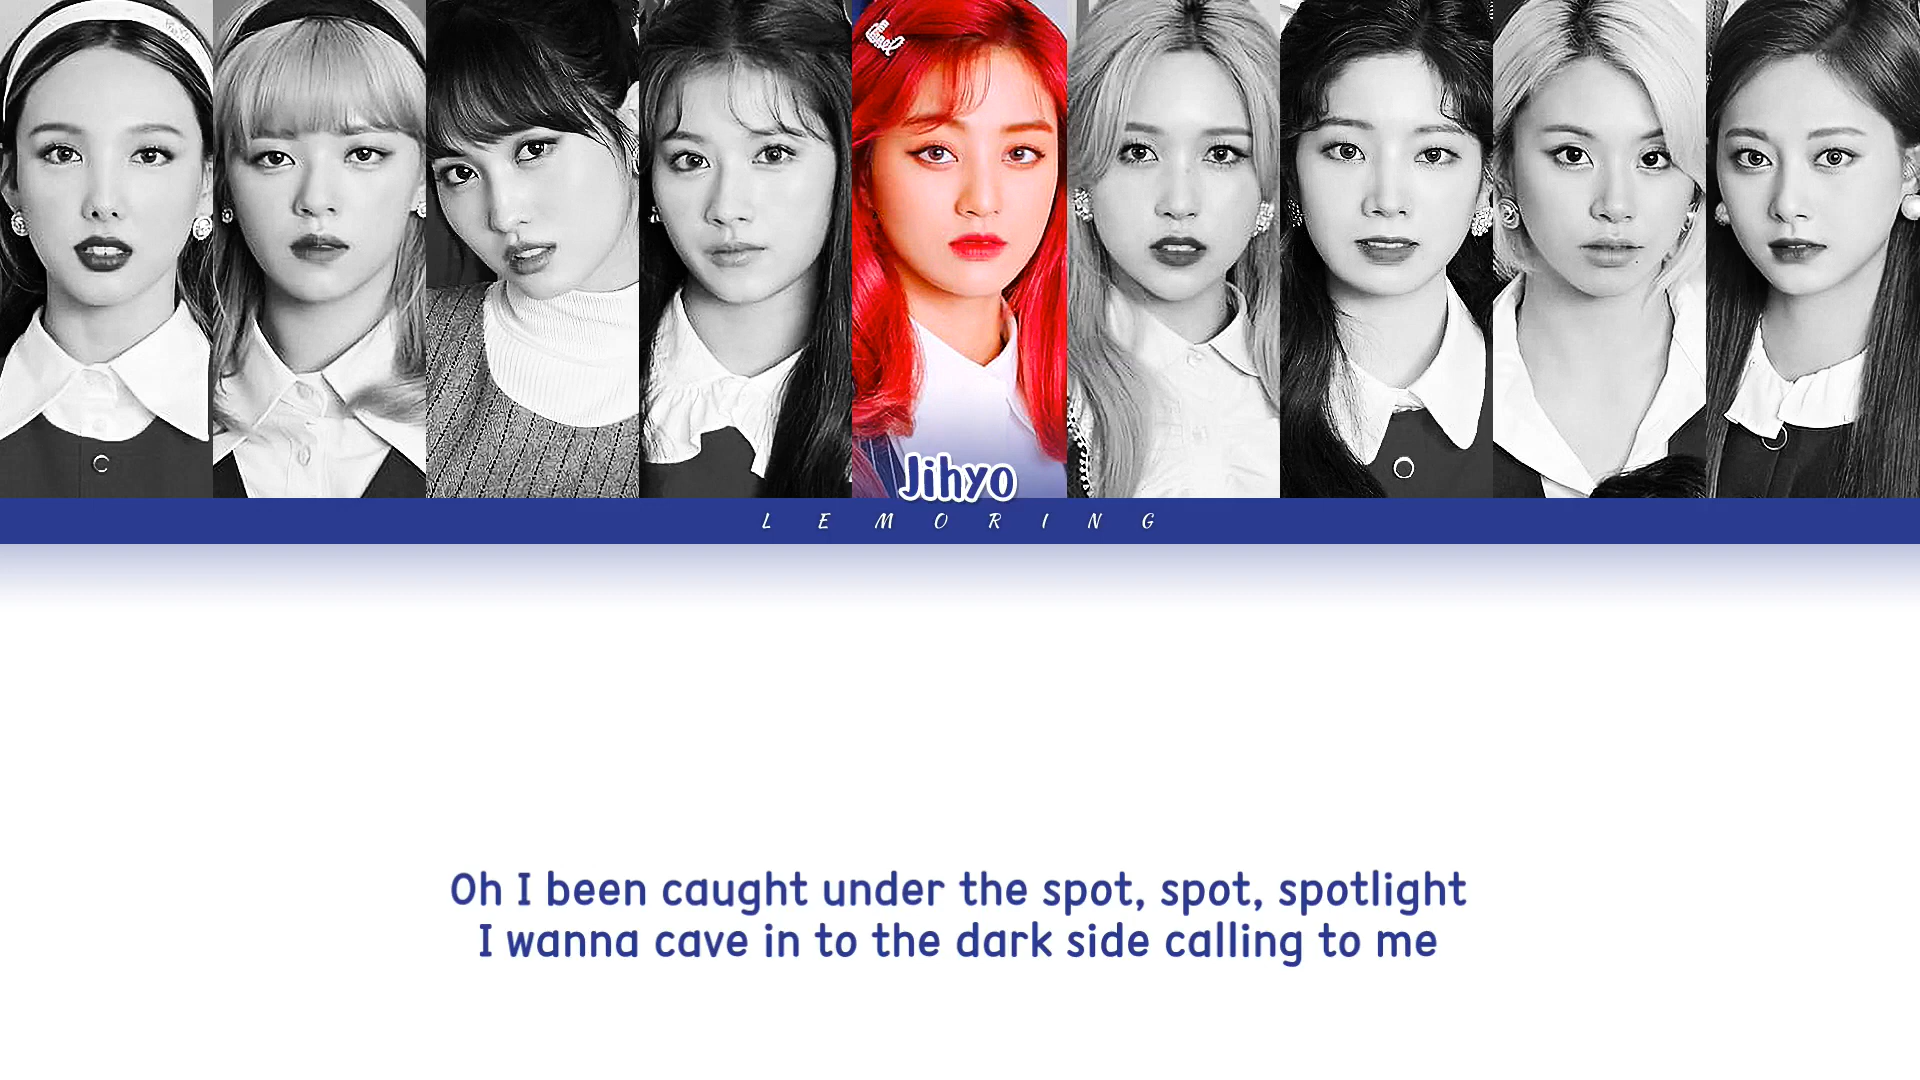 Jihyo
LEMORING
Oh I been caught under the spot, spot, spotlight
I wanna cave in to the dark side calling to me